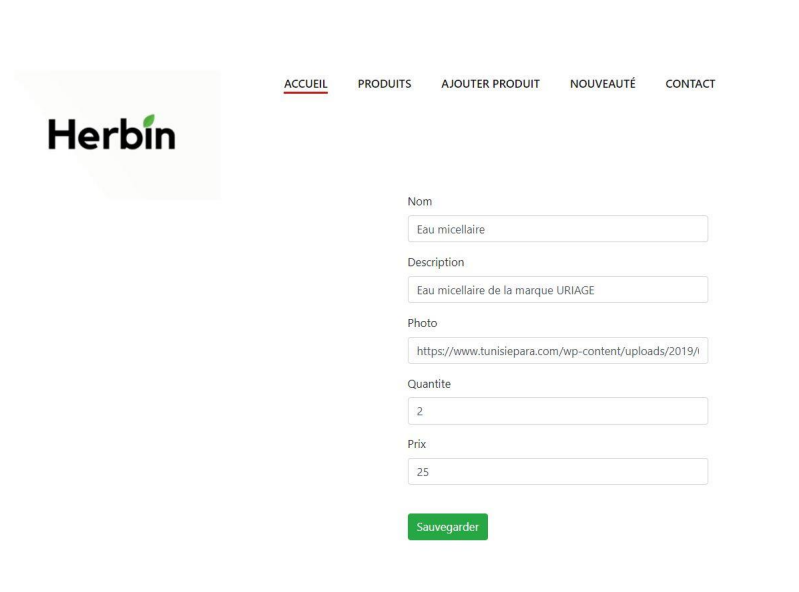 ACCUEIL PRODUITS AJOUTER PRODUIT NOUVEAUTÉ CONTACT
Herbin
Nom
Eau micellaire
Description
Eau micellaire de la marque URIAGE
Photo
https://www.tunisiepara.com/wp-content/uploads/2019/
Quantite
2
Prix
25
Sauvegarder